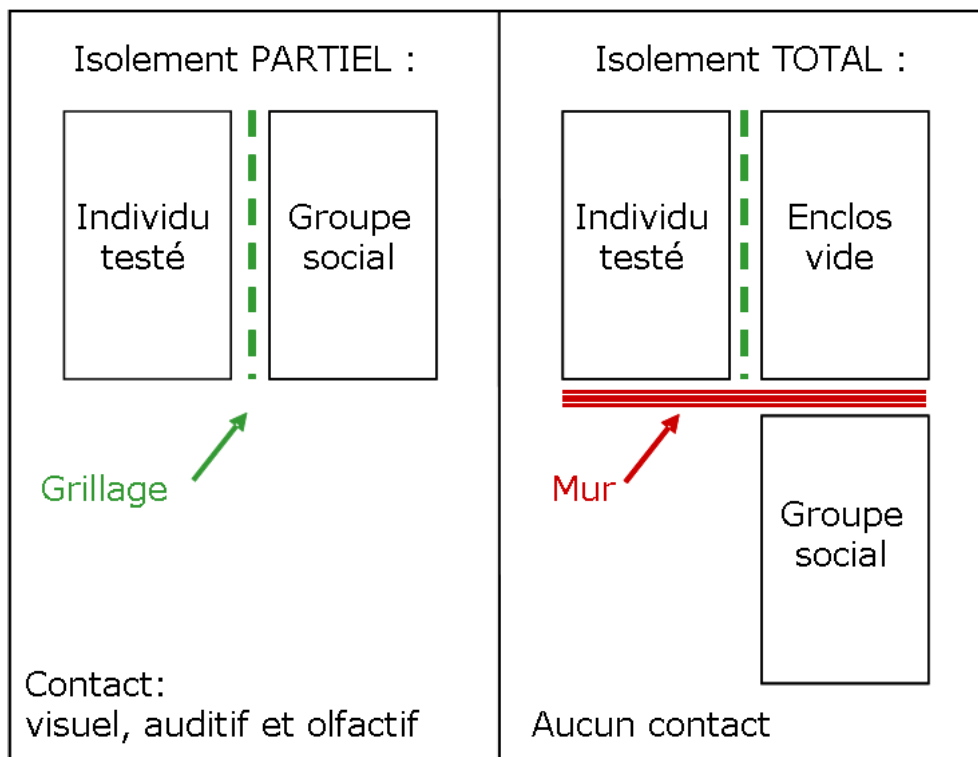 Isolement PARTIEL :
Individu
testé
Groupe
social
Grillage
Contact:
visuel, auditif et olfactif
Isolement TOTAL :
Individu
testé
Enclos
vide
Mur
Groupe
social
Aucun contact